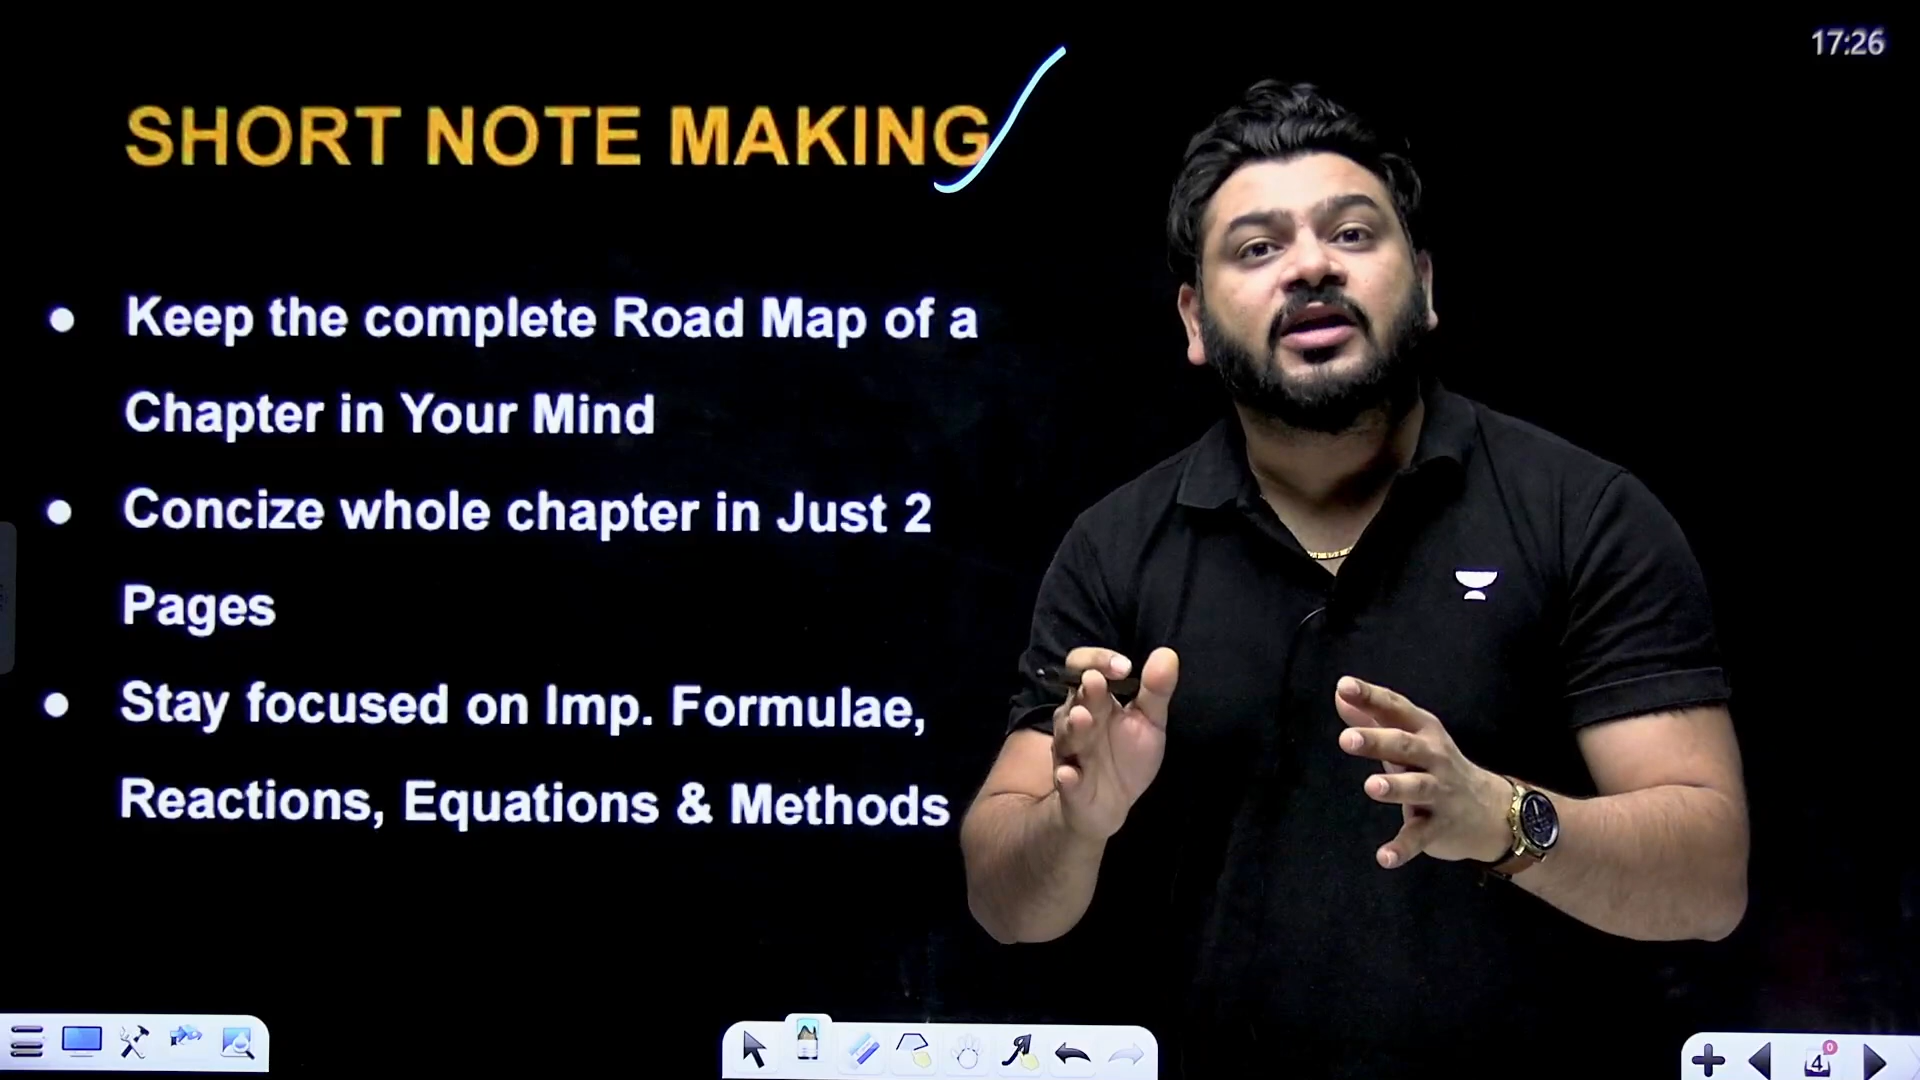 17:26
SHORT NOTE MAKING
● Keep the complete Road Map of a
Chapter in Your Mind
● Concize whole chapter in Just 2
Pages
● Stay focused on Imp. Formulae,
Reactions, Equations & Methods
0
4